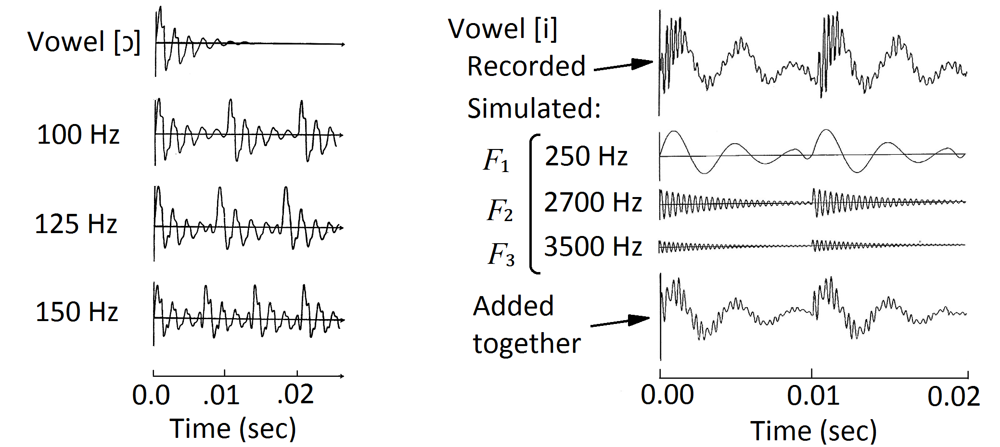 Vowel [ɔ]
100 Hz
125 Hz
150 Hz
0.0 .01 .02
Time (sec)
Vowel [i]
Recorded
Simulated:
F1 250 Hz
F2 2700 Hz
F3 3500 Hz
Added
together
0.00 0.01 0.02
Time (sec)